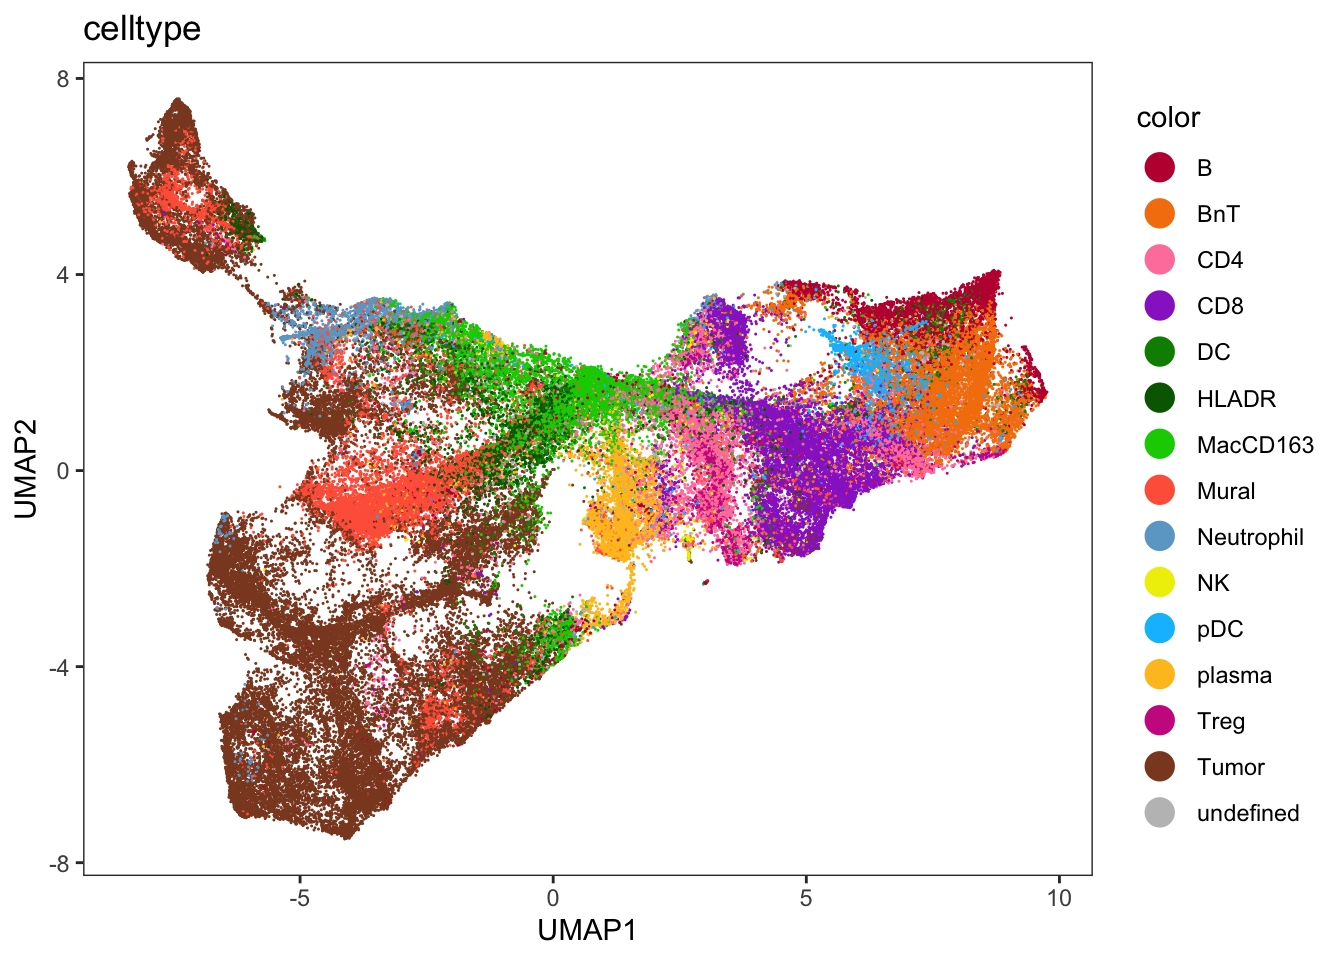 celltype
8
4
0
-4
-8
UMAP2
-5
0
5
10
UMAP1
color
B
BnT
CD4
CD8
DC
HLADR
MacCD163
Mural
Neutrophil
NK
pDC
plasma
Treg
Tumor
undefined